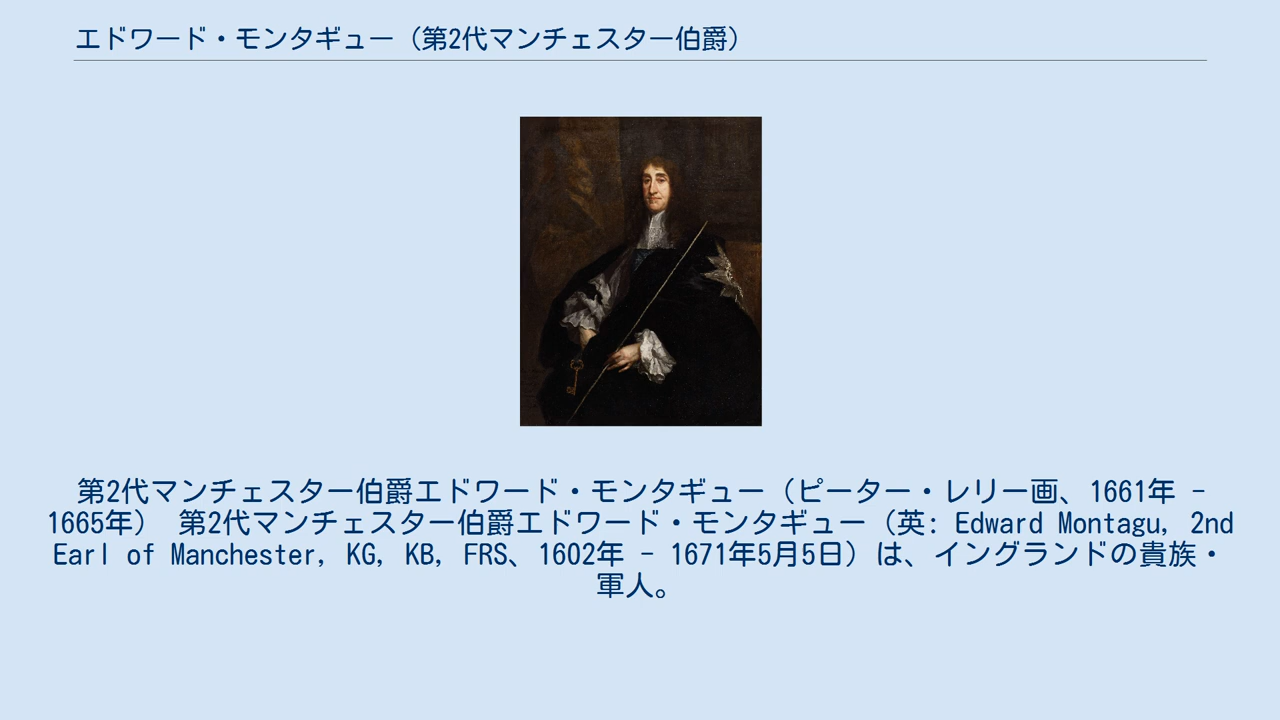 エドワード・モンタギュー（第2代マンチェスター伯爵）
第2代マンチェスター伯爵エドワード・モンタギュー（ピーター・レリー画、1661年 -
1665年） 第2代マンチェスター伯爵エドワード・モンタギュー（英: Edward Montagu, 2nd
Earl of Manchester, KG, KB, FRS、1602年 - 1671年5月5日）は、イングランドの貴族・
軍人。